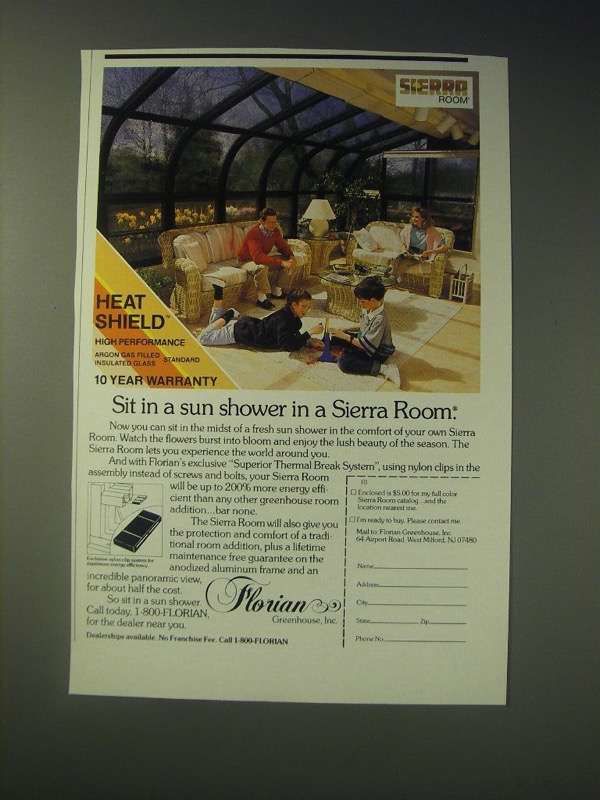 SIERRA
ROOM®
HEAT
SHIELD®
HIGH PERFORMANCE
ARGON GAS FILLED
INSULATED GLASS
STANDARD
10 YEAR WARRANTY
Sit in a sun shower in a Sierra Room.®
Now you can sit in the midst of a fresh sun shower in the comfort of your own Sierra
Room. Watch the flowers burst into bloom and enjoy the lush beauty of the season. The
Sierra Room lets you experience the world around you.
And with Florian's exclusive "Superior Thermal Break System", using nylon clips in the
assembly instead of screws and bolts, your Sierra Room
will be up to 200% more energy effi-
cient than any other greenhouse room
addition...bar none.
The Sierra Room will also give you
the protection and comfort of a tradi-
tional room addition, plus a lifetime
maintenance free guarantee on the
anodized aluminum frame and an
Exclusive nylon clip system for
maximum energy efficiency.
incredible panoramic view,
for about half the cost.
So sit in a sun shower.
Call today, 1-800-FLORIAN,
for the dealer near you.
Florian
Greenhouse, Inc.
Dealerships available. No Franchise Fee. Call 1-800-FLORIAN
□ Enclosed is $5.00 for my full color
Sierra Room catalog...and the
location nearest me.
□ I'm ready to buy. Please contact me.
Mail to: Florian Greenhouse, Inc.
64 Airport Road, West Milford, NJ 07480
Name
Address
City
State Zip
Phone No.